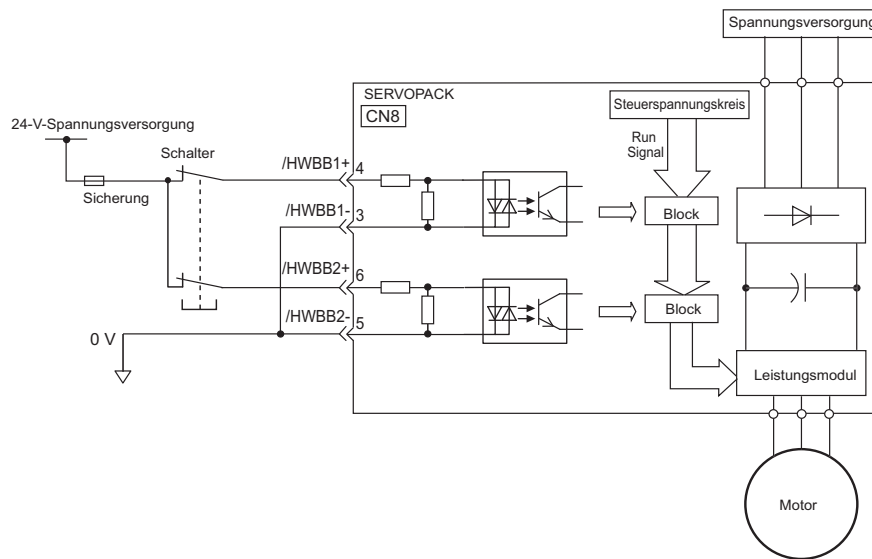 Spannungsversorgung
SERVOPACK
CN8
Steuerspannungskreis
24-V-Spannungsversorgung
Run
Signal
Schalter
/HWBB1+
4
Sicherung
/HWBB1-
3
Block
/HWBB2+
6
/HWBB2-
5
Block
0 V
Leistungsmodul
Motor